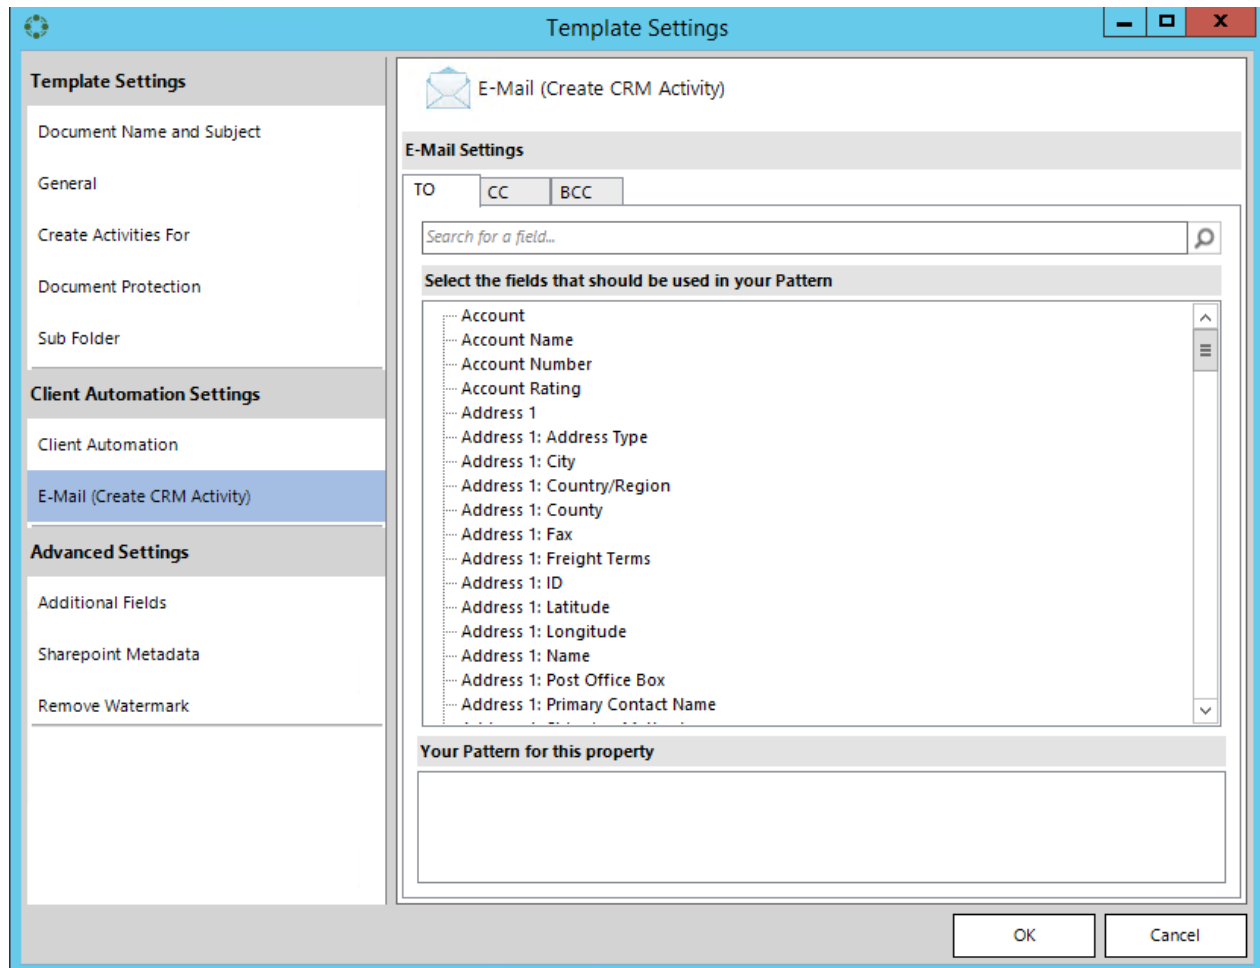 Template Settings
Template Settings
Document Name and Subject
General
Create Activities For
Document Protection
Sub Folder
Client Automation Settings
Client Automation
E-Mail (Create CRM Activity)
Advanced Settings
Additional Fields
Sharepoint Metadata
Remove Watermark
E-Mail (Create CRM Activity)
E-Mail Settings
TO CC BCC
Search for a field...
Select the fields that should be used in your Pattern
Account
Account Name
Account Number
Account Rating
Address 1
Address 1: Address Type
Address 1: City
Address 1: Country/Region
Address 1: County
Address 1: Fax
Address 1: Freight Terms
Address 1: ID
Address 1: Latitude
Address 1: Longitude
Address 1: Name
Address 1: Post Office Box
Address 1: Primary Contact Name
Your Pattern for this property
OK Cancel